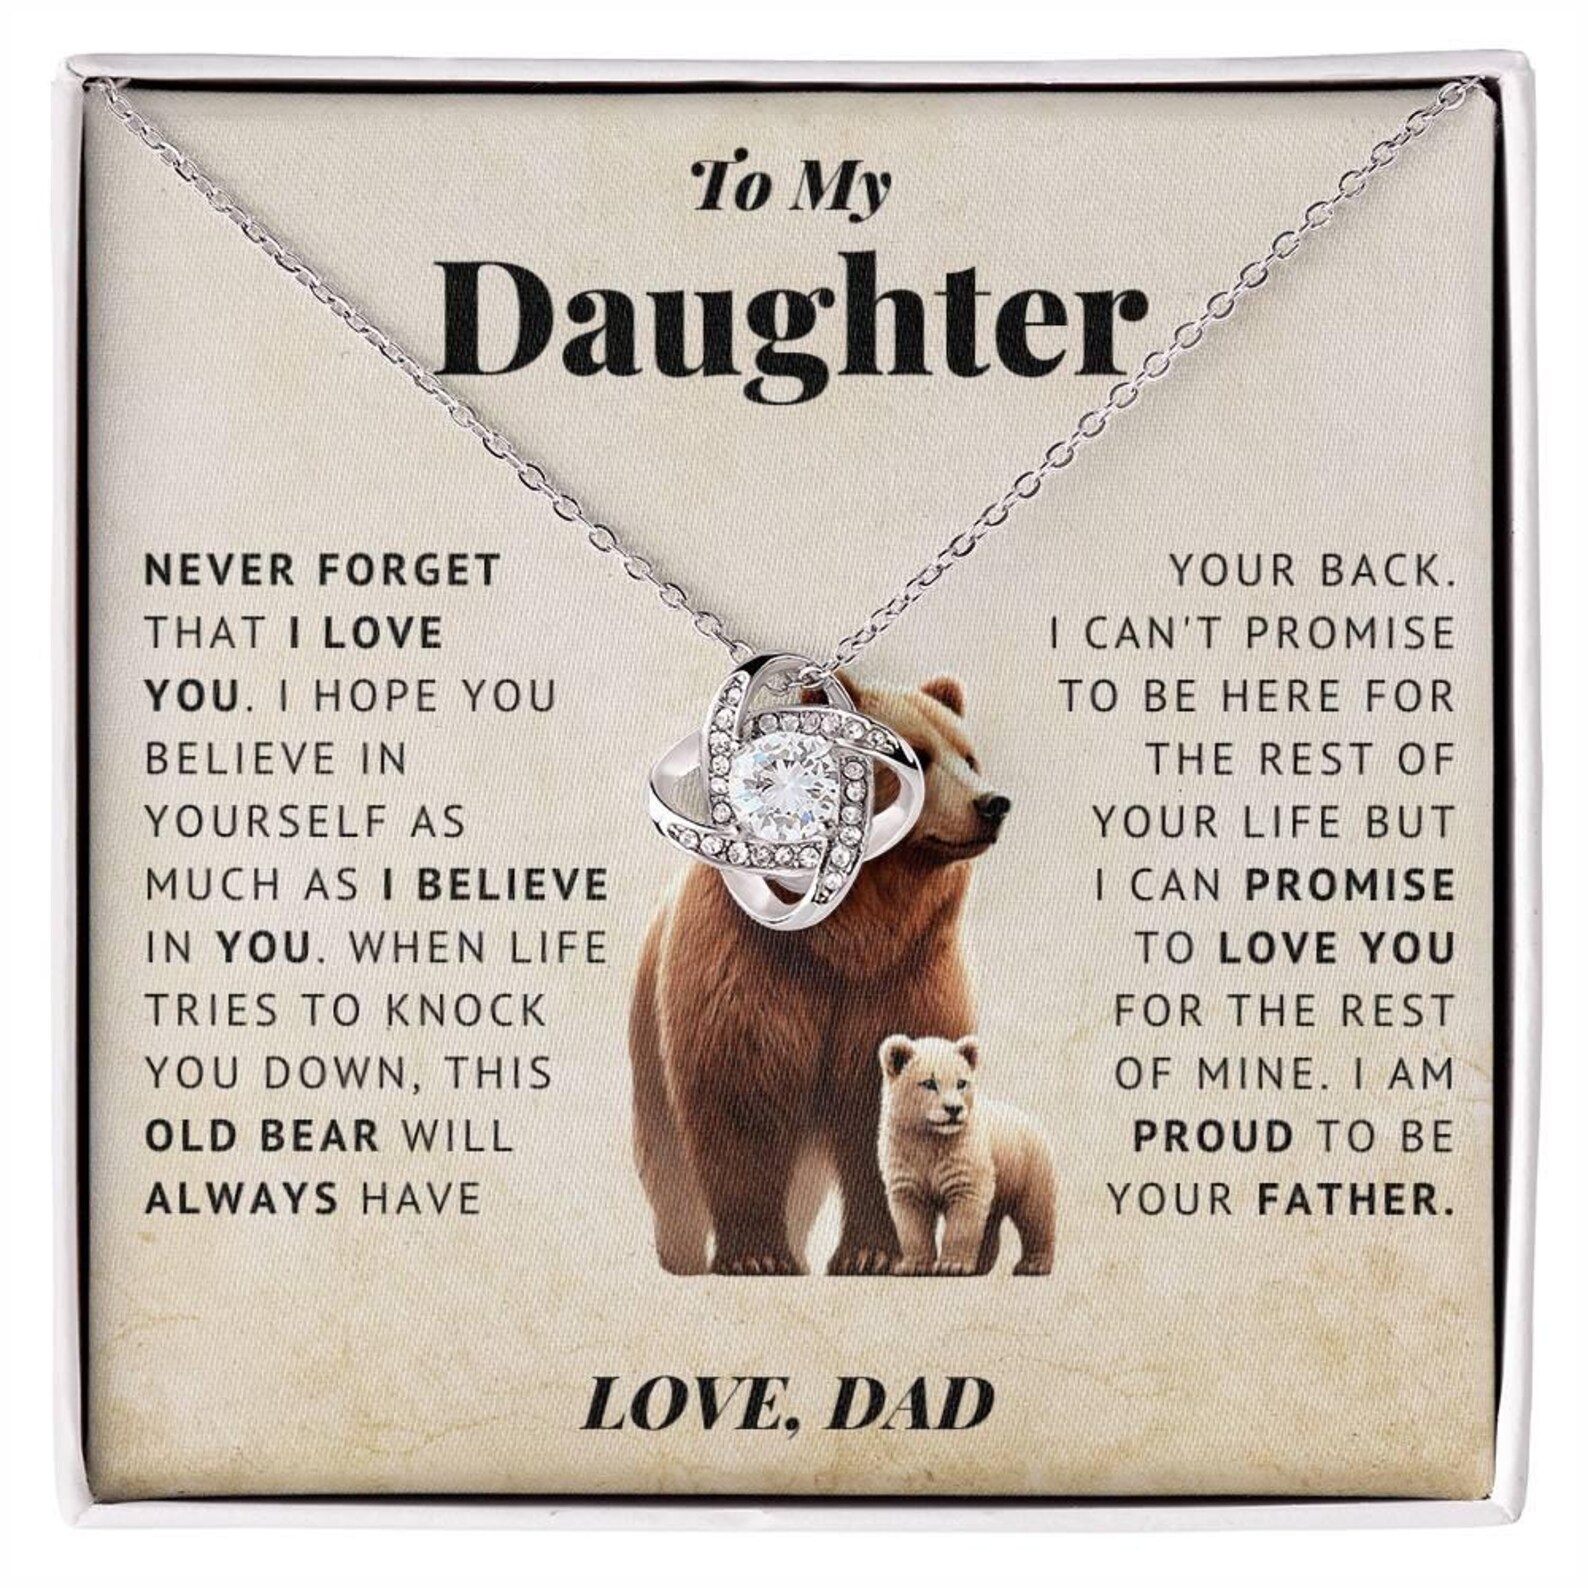 To My
Daughter
NEVER FORGET
THAT I LOVE
YOU. I HOPE YOU
BELIEVE IN
YOURSELF AS
MUCH AS I BELIEVE
IN YOU. WHEN LIFE
TRIES TO KNOCK
YOU DOWN, THIS
OLD BEAR WILL
ALWAYS HAVE
YOUR BACK.
I CAN'T PROMISE
TO BE HERE FOR
THE REST OF
YOUR LIFE BUT
I CAN PROMISE
TO LOVE YOU
FOR THE REST
OF MINE. I AM
PROUD TO BE
YOUR FATHER.
LOVE, DAD